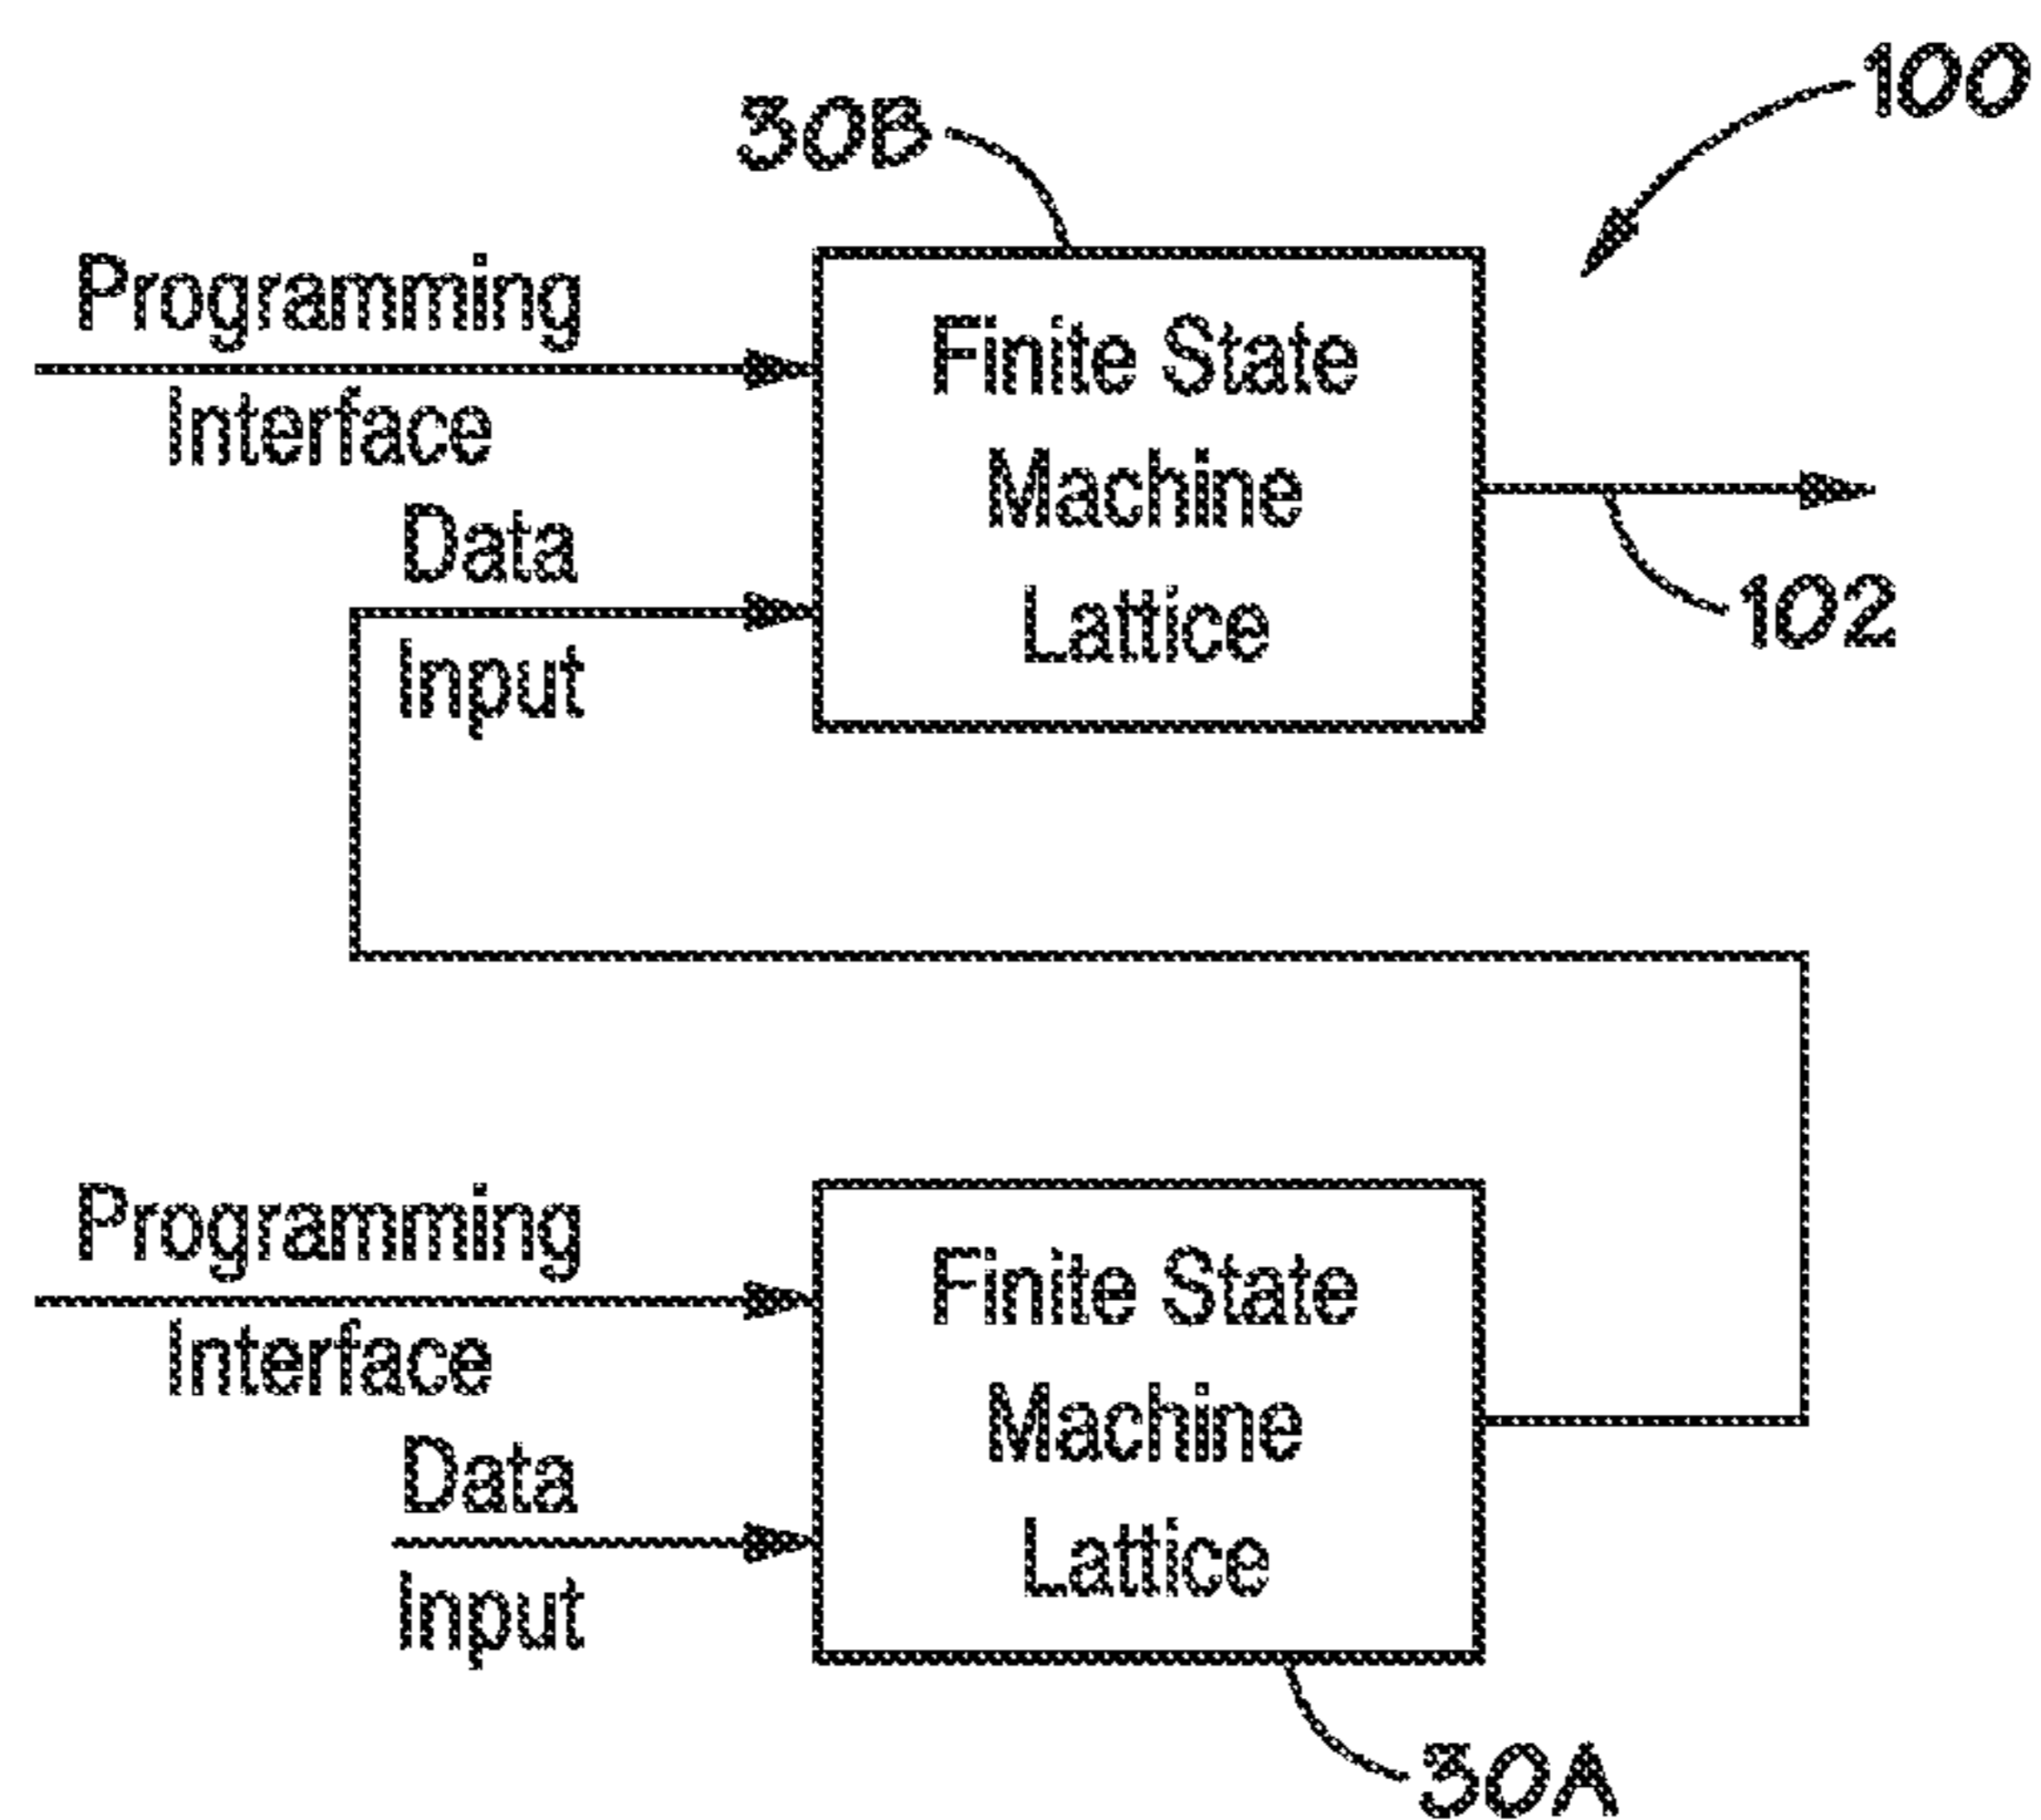 100
30B
Programming
Interface
Data
Input
Finite State
Machine
Lattice
102
Programming
Interface
Data
Input
Finite State
Machine
Lattice
30A